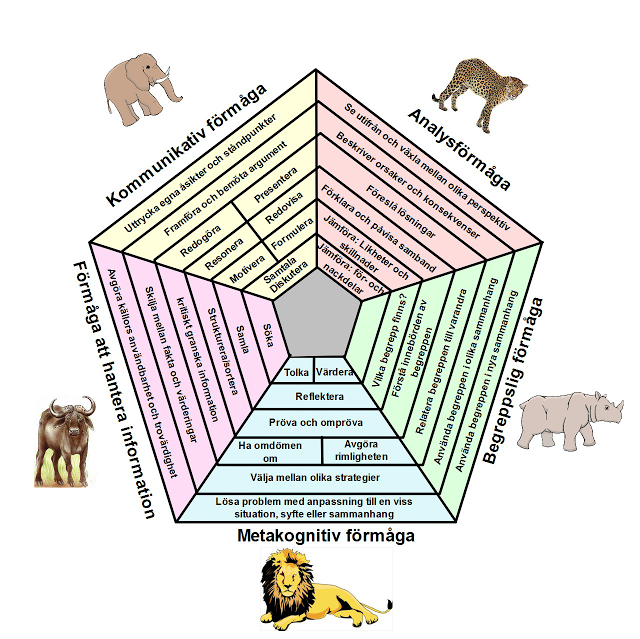 Kommunikativ förmåga
Uttrycka egna åsikter och ståndpunkter
Framföra och bemöta argument
Redogöra
Presentera
Resonera
Redovisa
Motivera
Formulera
Samtala
Diskutera
Analysförmåga
Se utifrån och växla mellan olika perspektiv
Beskriver orsaker och konsekvenser
Föreslå lösningar
Förklara och påvisa samband
Jämföra: Likheter och
skillnader
Jämföra: för- och
nackdelar
Begreppslig förmåga
Vilka begrepp finns?
Förstå innebörden av
begreppen
Relatera begreppen till varandra
Använda begreppen i olika sammanhang
Använda begreppen i nya sammanhang
Förmåga att hantera information
Avgöra källors användbarhet och trovärdighet
Skilja mellan fakta och värderingar
kritiskt granska information
Strukturera/sortera
Samla
Söka
Tolka
Värdera
Reflektera
Pröva och ompröva
Ha omdömen
om
Avgöra
rimligheten
Välja mellan olika strategier
Lösa problem med anpassning till en viss
situation, syfte eller sammanhang
Metakognitiv förmåga